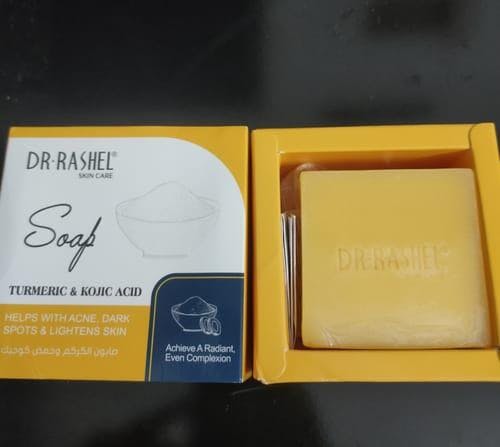 DR·RASHEL®
SKIN CARE
Soap
TURMERIC & KOJIC ACID
HELPS WITH ACNE, DARK
SPOTS & LIGHTENS SKIN
صابون الكركم وحمض كوجيك
Achieve A Radiant,
Even Complexion
DR·RASHEL®